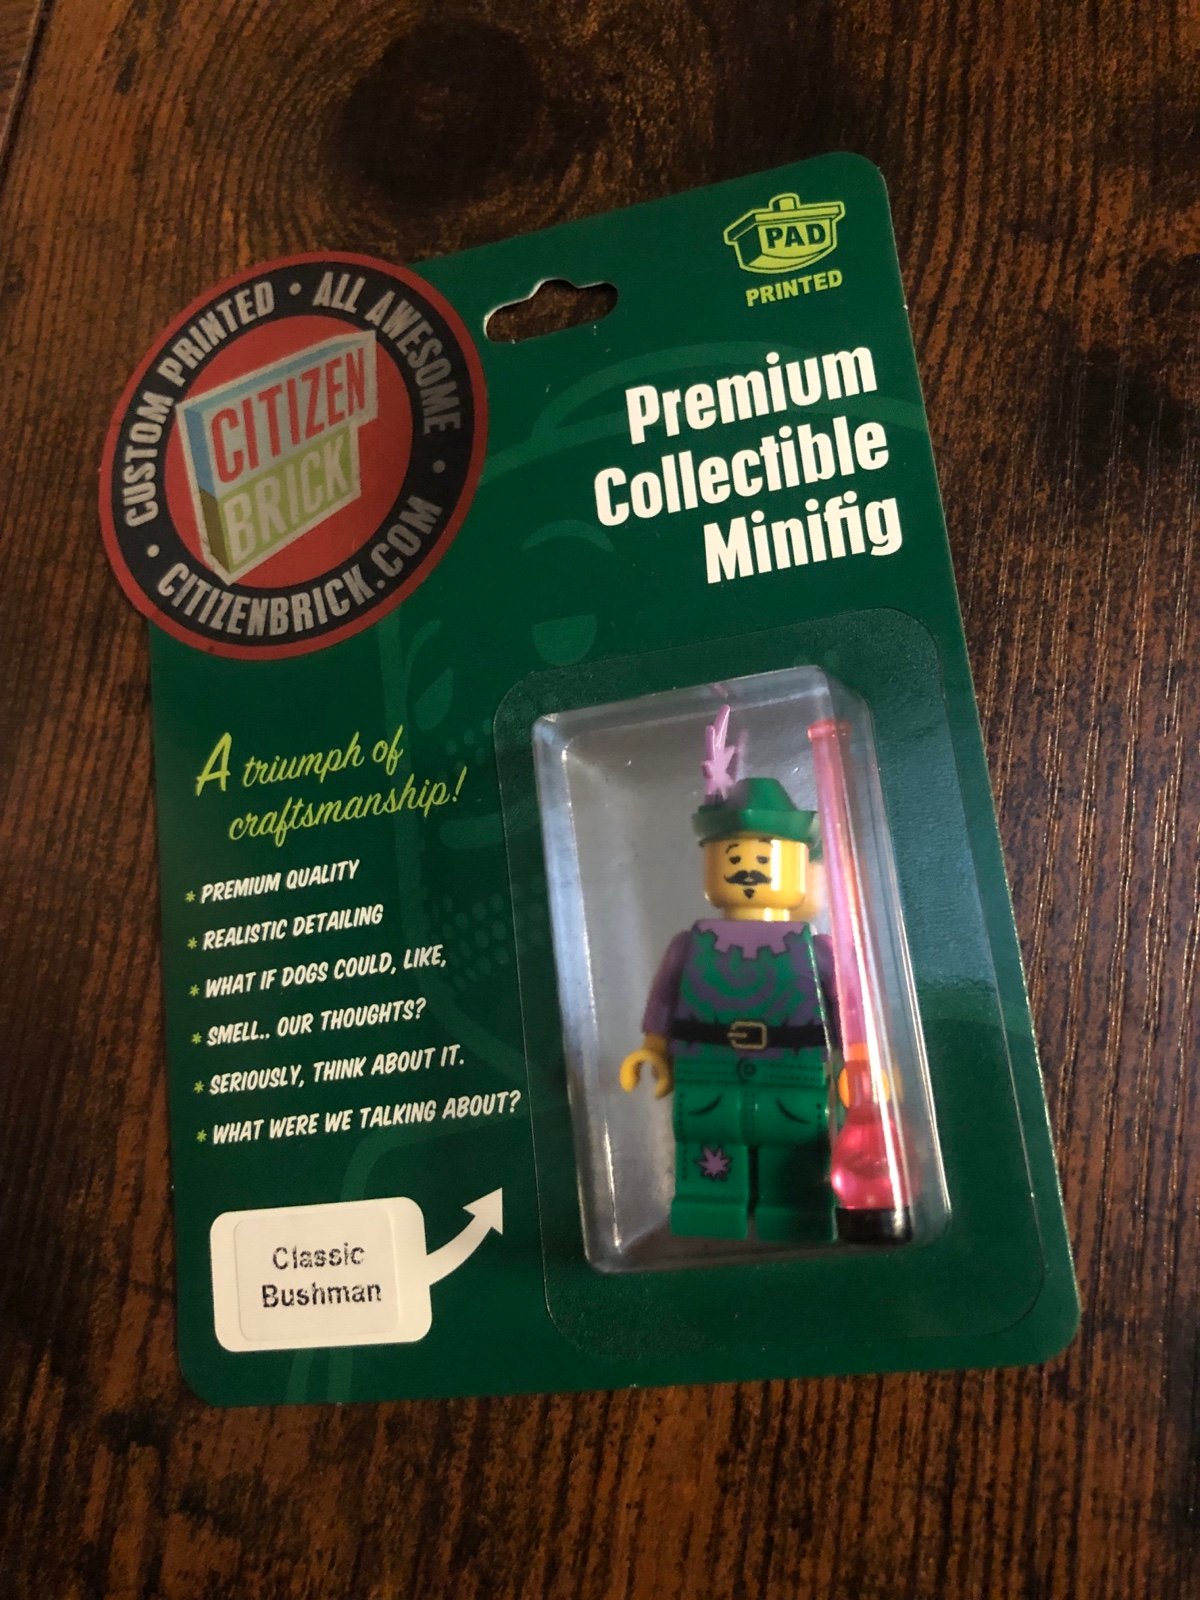 CUSTOM PRINTED • ALL AWESOME • CITIZENBRICK.COM •
CITIZEN
BRICK
PAD
PRINTED
Premium
Collectible
Minifig
A triumph of
craftsmanship!
* PREMIUM QUALITY
* REALISTIC DETAILING
* WHAT IF DOGS COULD, LIKE,
* SMELL.. OUR THOUGHTS?
* SERIOUSLY, THINK ABOUT IT.
* WHAT WERE WE TALKING ABOUT?
Classic
Bushman